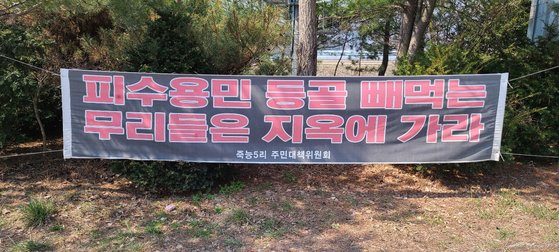 피수용민 등골 빼먹는
무리들은 지옥에 가라
죽능5리 주민대책위원회